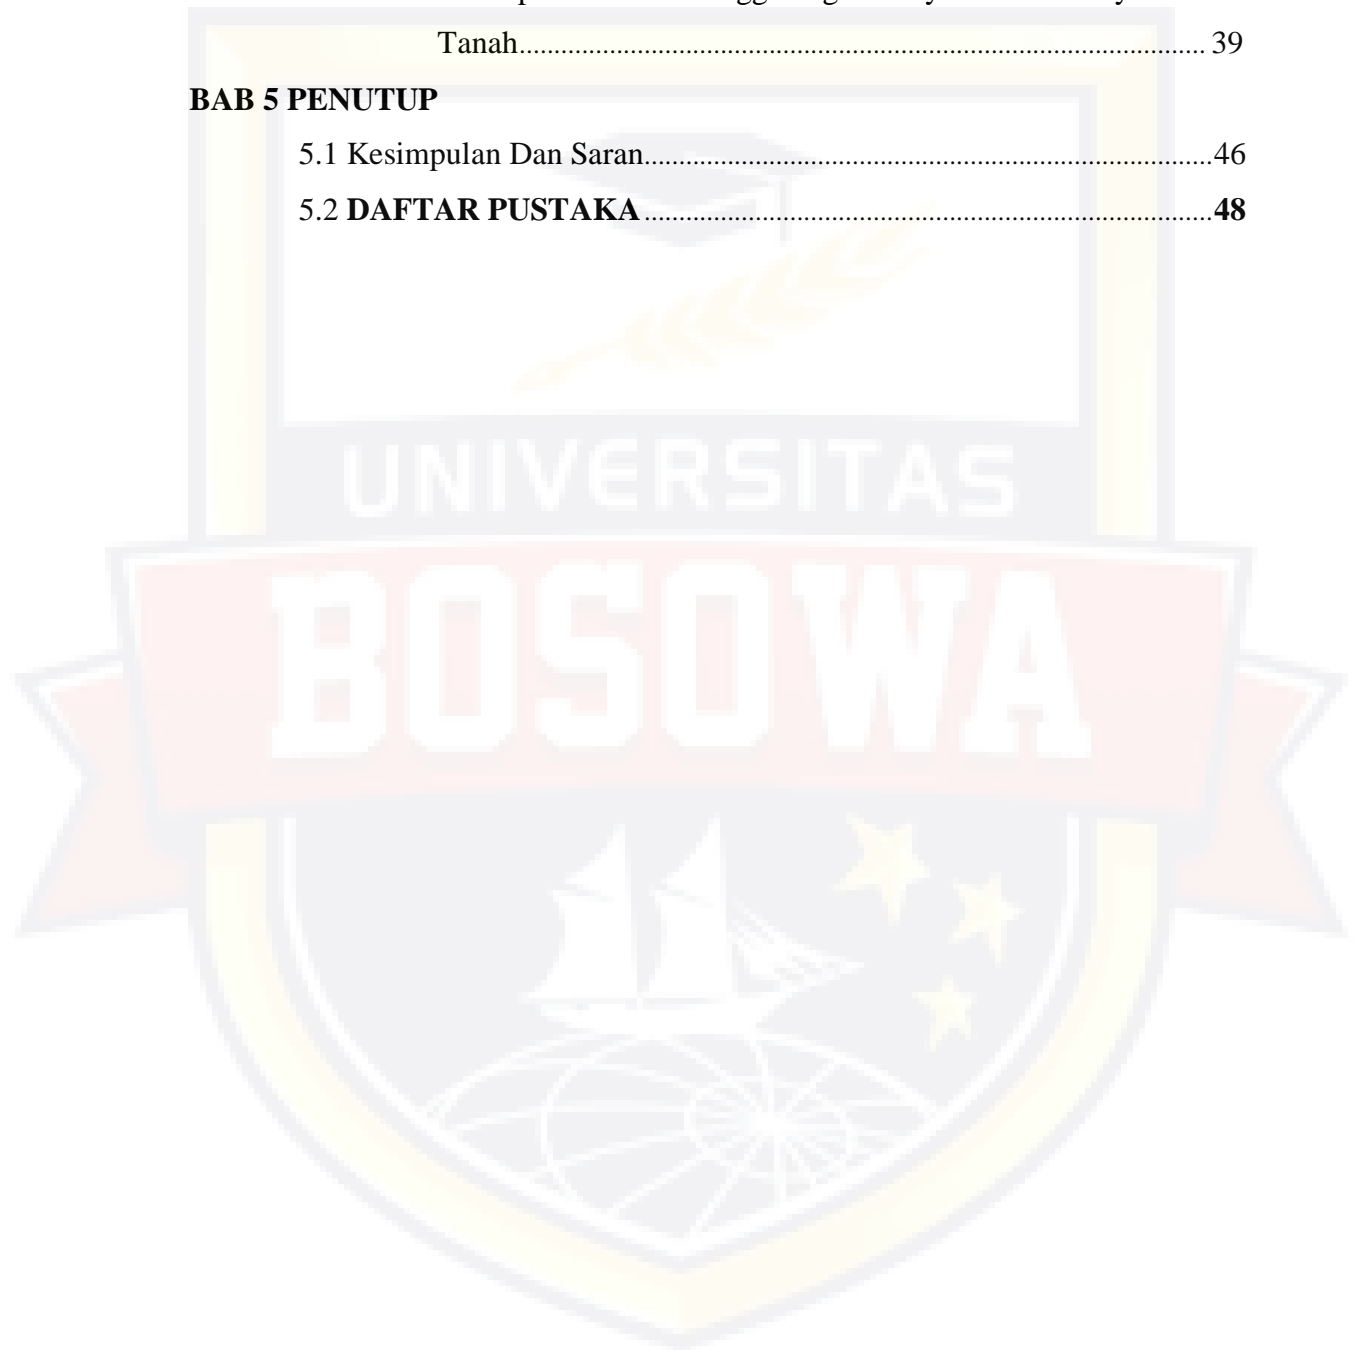 Tanah.................................................................................................. 39
BAB 5 PENUTUP
5.1 Kesimpulan Dan Saran.................................................................................46
5.2 DAFTAR PUSTAKA.................................................................................48
UNIVERSITAS
BOSOWA